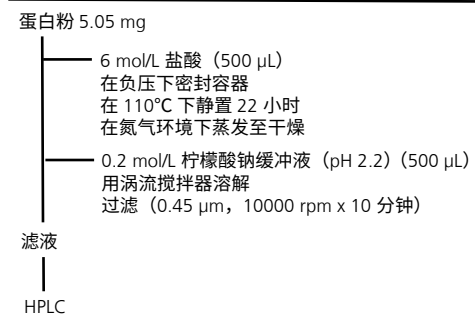 蛋白粉 5.05 mg
6 mol/L 盐酸（500 μL）
在负压下密封容器
在 110℃ 下静置 22 小时
在氮气环境下蒸发至干燥
0.2 mol/L 柠檬酸钠缓冲液（pH 2.2）（500 μL）
用涡流搅拌器溶解
过滤（0.45 μm，10000 rpm x 10 分钟）
滤液
HPLC